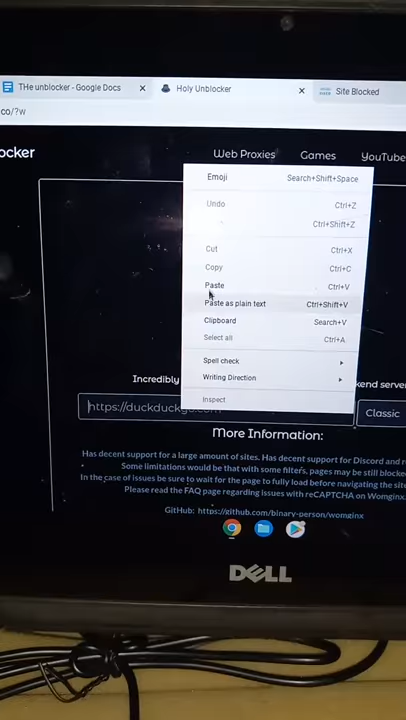 THe unblocker - Google Docs
Holy Unblocker
Site Blocked
co/?w
ocker
Web Proxies
Games
YouTube
Emoji
Search+Shift+Space
Undo
Ctrl+Z
Ctrl+Shift+Z
Cut
Ctrl+X
Copy
Ctrl+C
Paste
Ctrl+V
Paste as plain text
Ctrl+Shift+V
Clipboard
Search+V
Select all
Ctrl+A
Spell check
Writing Direction
Inspect
Incredibly
kend serve
https://duckduckgo.com
Classic
More Information:
Has decent support for a large amount of sites. Has decent support for Discord and r
Some limitations would be that with some filters, pages may still be blocke
In the case of issues be sure to wait for the page to fully load before navigating the site
Please read the FAQ page regarding issues with reCAPTCHA on Womginx.
GitHub: https://github.com/binary-person/womginx
DELL